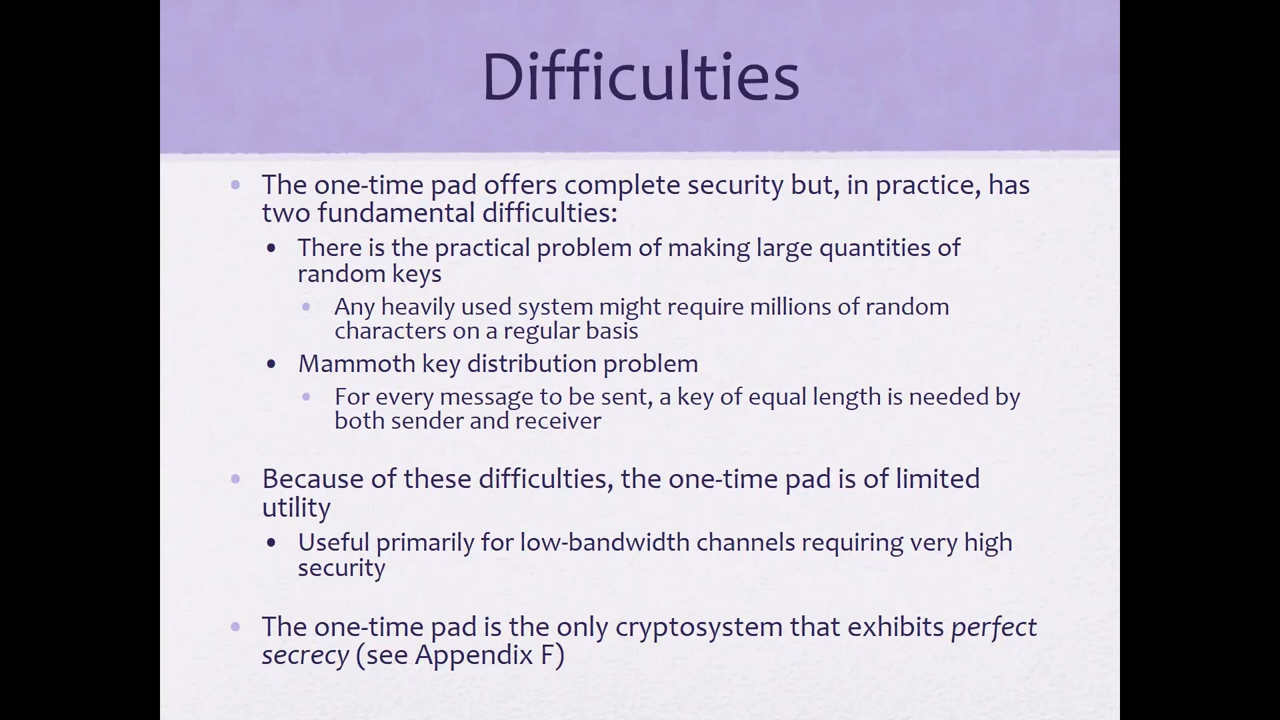 Difficulties
• The one-time pad offers complete security but, in practice, has
two fundamental difficulties:
• There is the practical problem of making large quantities of
random keys
• Any heavily used system might require millions of random
characters on a regular basis
• Mammoth key distribution problem
• For every message to be sent, a key of equal length is needed by
both sender and receiver
• Because of these difficulties, the one-time pad is of limited
utility
• Useful primarily for low-bandwidth channels requiring very high
security
• The one-time pad is the only cryptosystem that exhibits perfect
secrecy (see Appendix F)